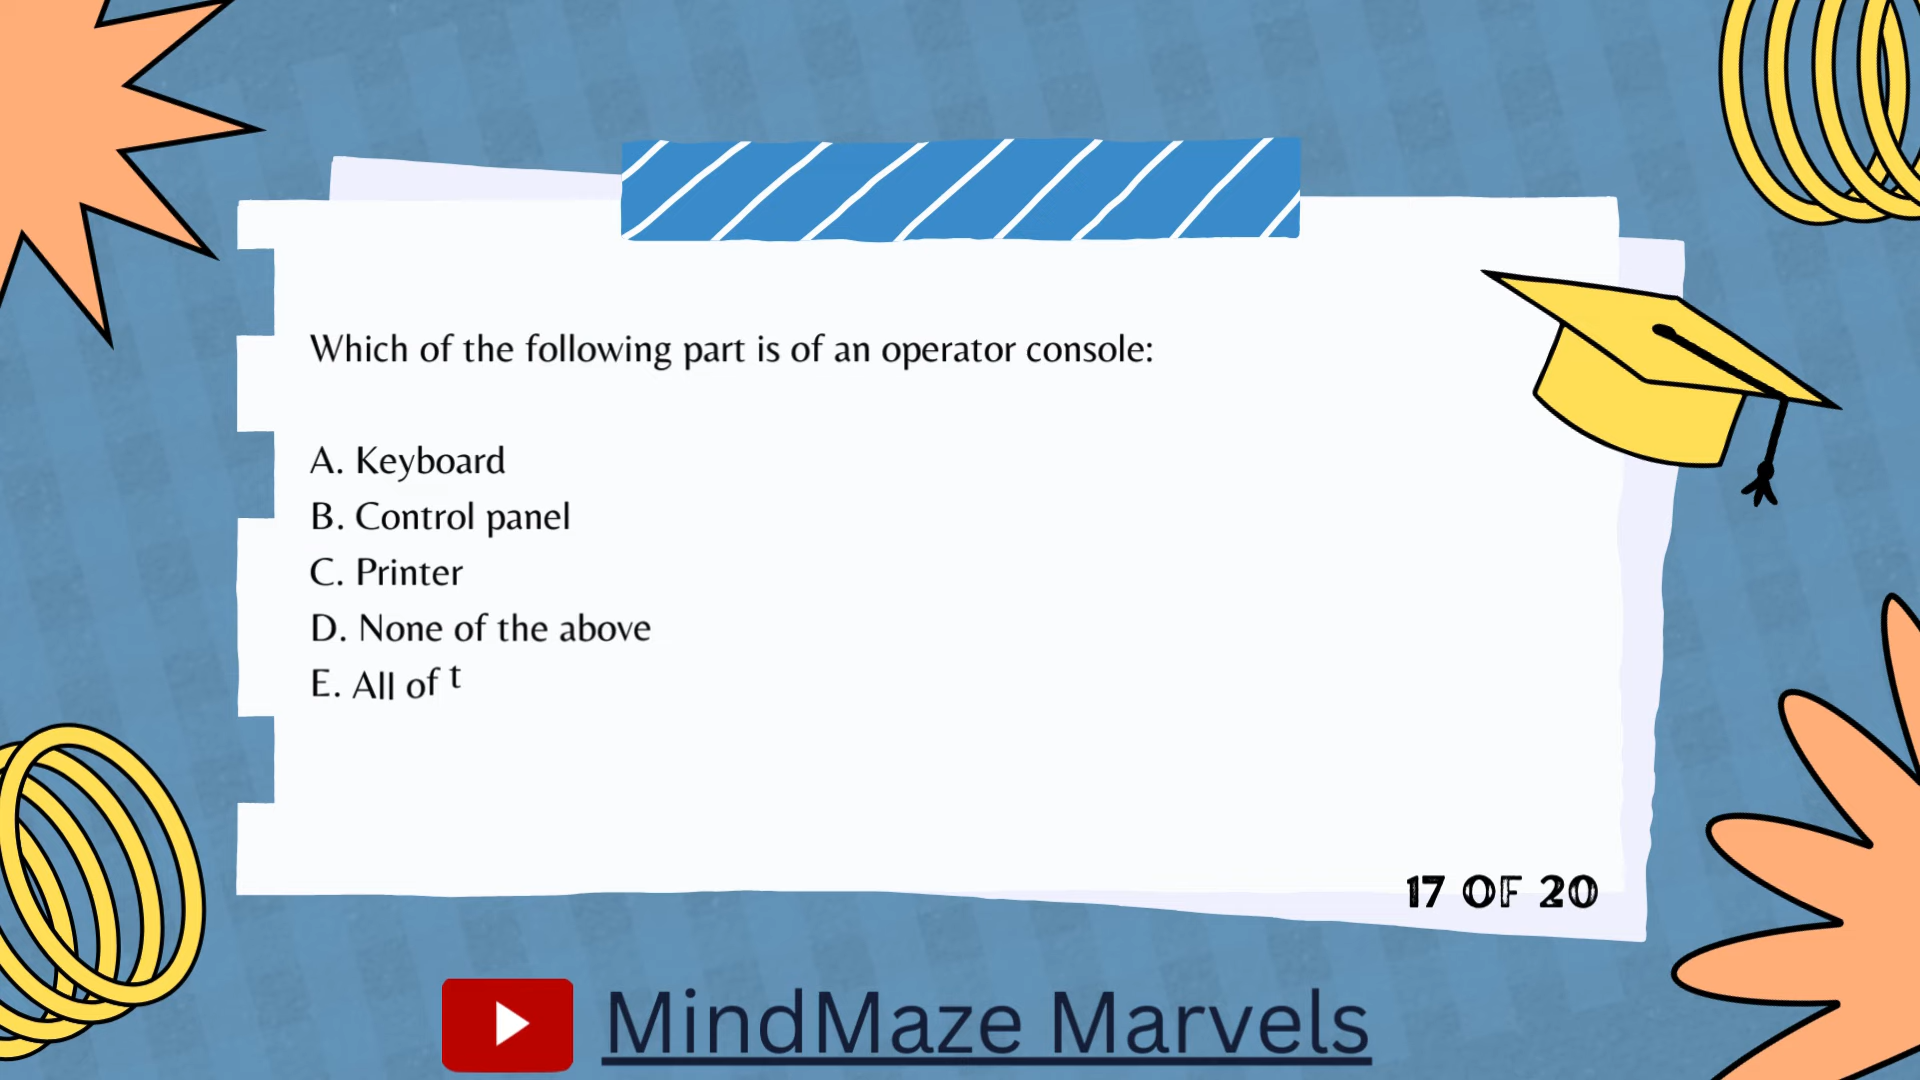 Which of the following part is of an operator console:
A. Keyboard
B. Control panel
C. Printer
D. None of the above
E. All of t
17 OF 20
MindMaze Marvels